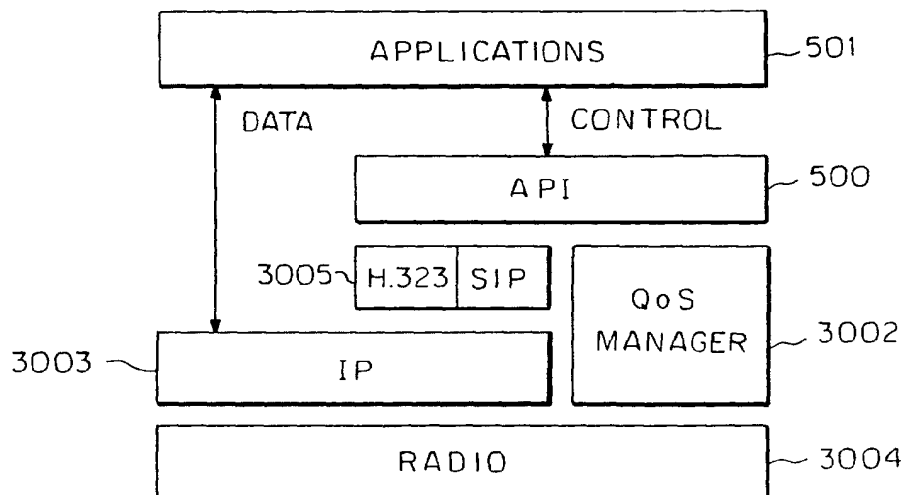 APPLICATIONS
501
DATA
CONTROL
API
500
3005
H.323
SIP
QoS
MANAGER
3002
3003
IP
RADIO
3004